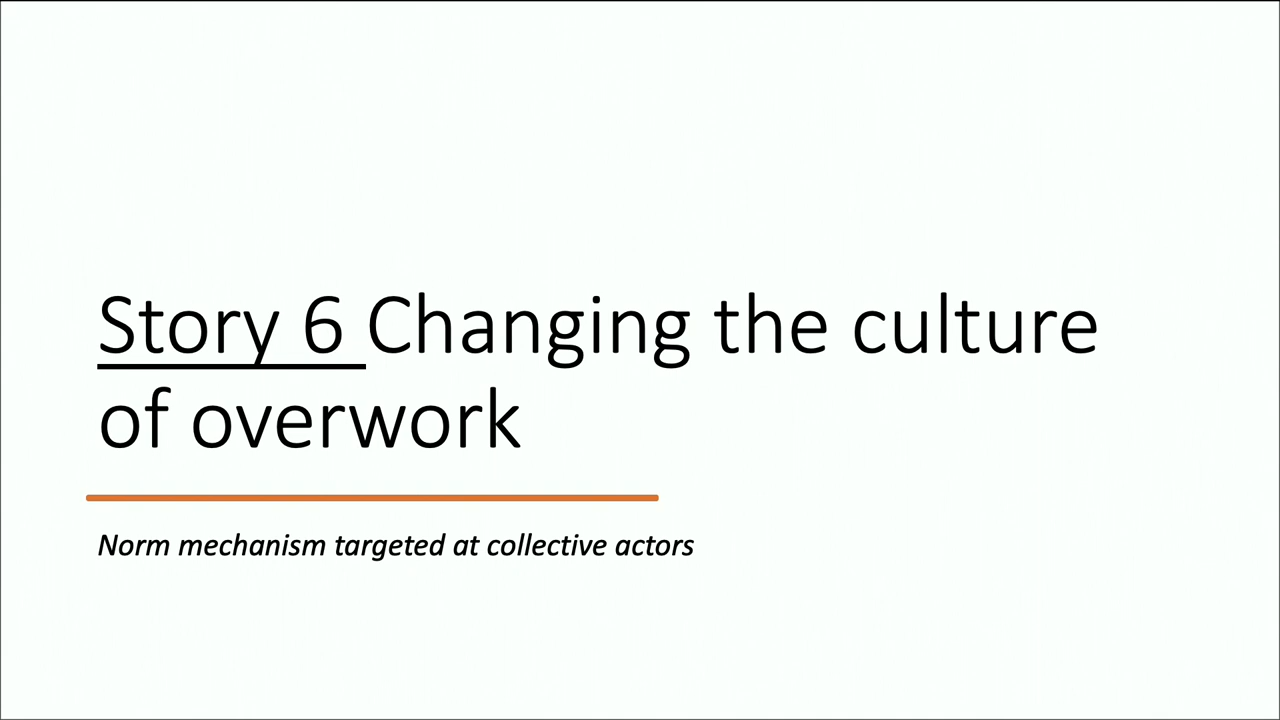 Story 6 Changing the culture
of overwork
Norm mechanism targeted at collective actors